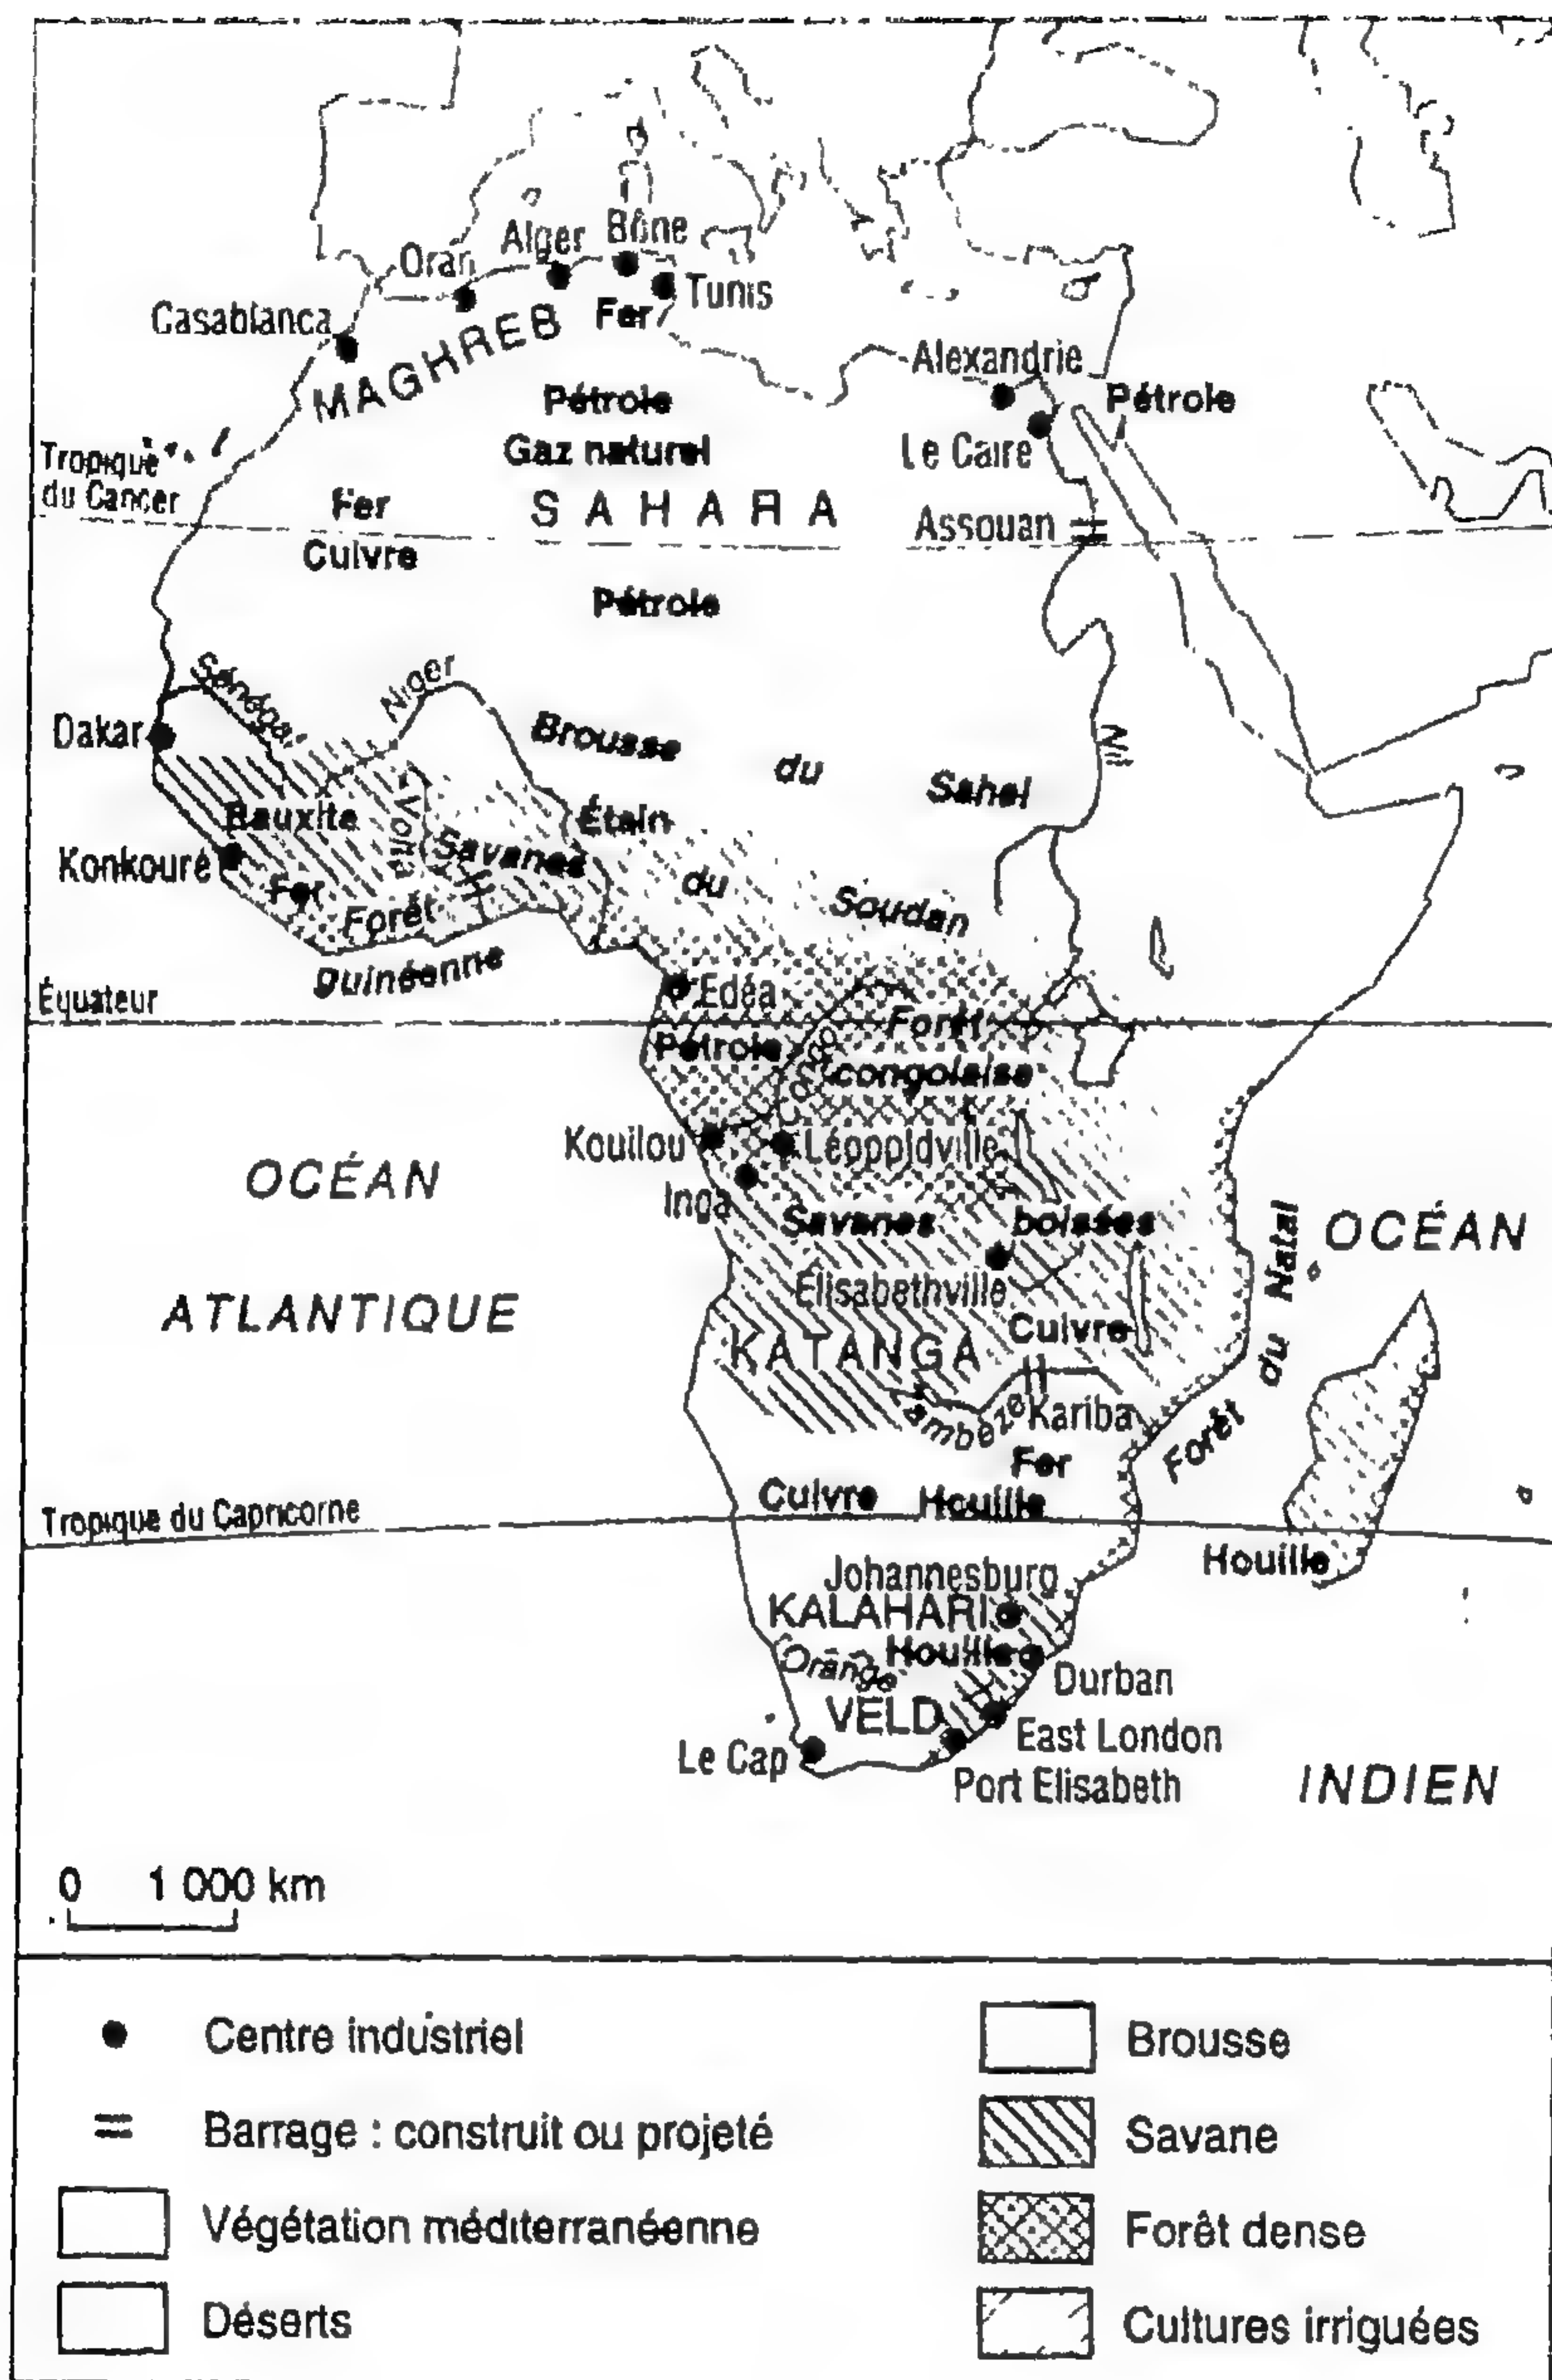 Oran
Alger
Bône
Tunis
Casablanca
MAGHREB
Fer
Alexandrie
Pétrole
Pétrole
Gaz naturel
Le Caire
Tropique
du Cancer
Fer
SAHARA
Assouan
Cuivre
Pétrole
Sénégal
Niger
Dakar
Brousse
du
Sahel
Nil
Bauxite
Volta
Étain
Savanes
Konkouré
Fer
du
Soudan
Forêt
Guinéenne
Édéa
Équateur
Forêt
Pétrole
congolaise
Kouilou
Léopoldville
OCÉAN
Inga
Savanes
boisées
OCÉAN
Élisabethville
ATLANTIQUE
Cuivre
KATANGA
Forêt du Natal
Zambèze
Kariba
Fer
Cuivre
Houille
Tropique du Capricorne
Houille
Johannesburg
KALAHARI
Orange
Houille
Durban
VELD
East London
Le Cap
Port Elisabeth
INDIEN
0 1 000 km
Centre industriel
Barrage : construit ou projeté
Végétation méditerranéenne
Déserts
Brousse
Savane
Forêt dense
Cultures irriguées